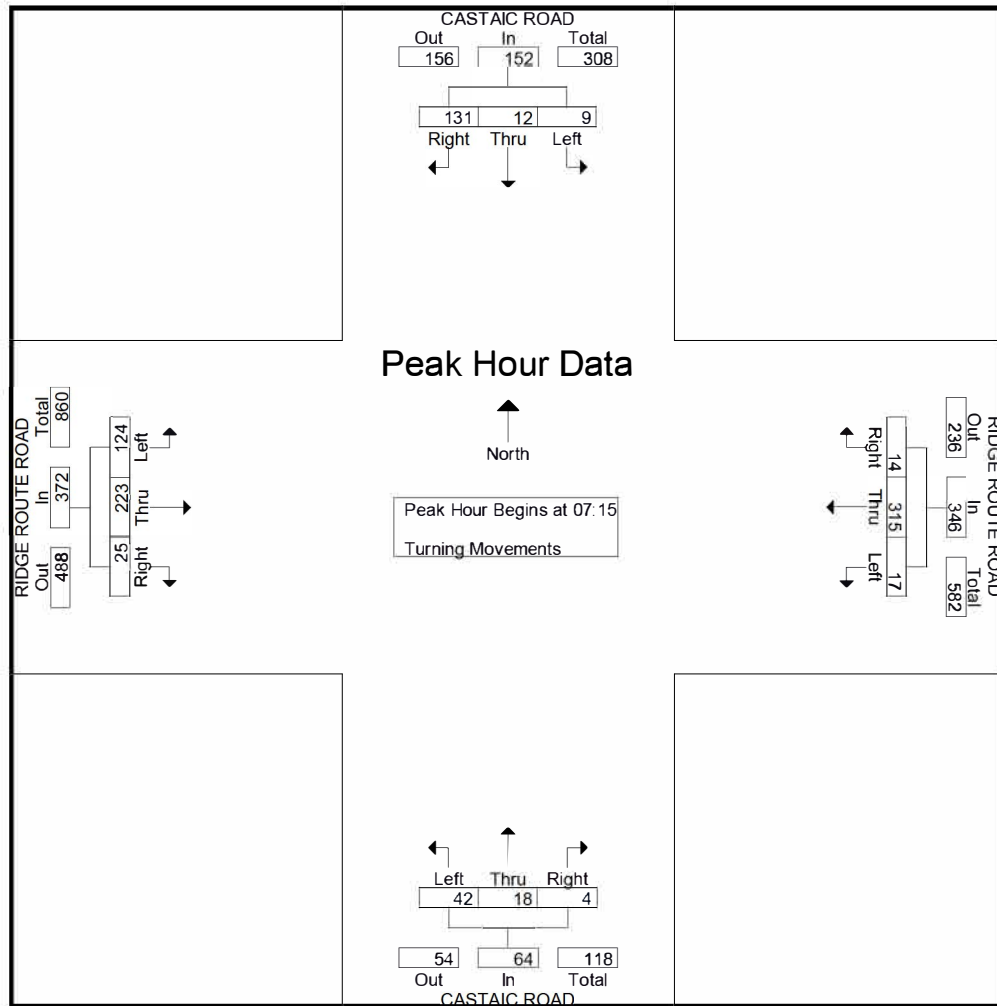 CASTAIC ROAD
Out In Total
156 152 308
131 12 9
Right Thru Left
Peak Hour Data
North
Peak Hour Begins at 07:15
Turning Movements
RIDGE ROUTE ROAD
Out In Total
488 372 860
124 223 25
Left Thru Right
RIDGE ROUTE ROAD
Out In Total
236 346 582
14 315 17
Right Thru Left
Left Thru Right
42 18 4
54 64 118
Out In Total
CASTAIC ROAD